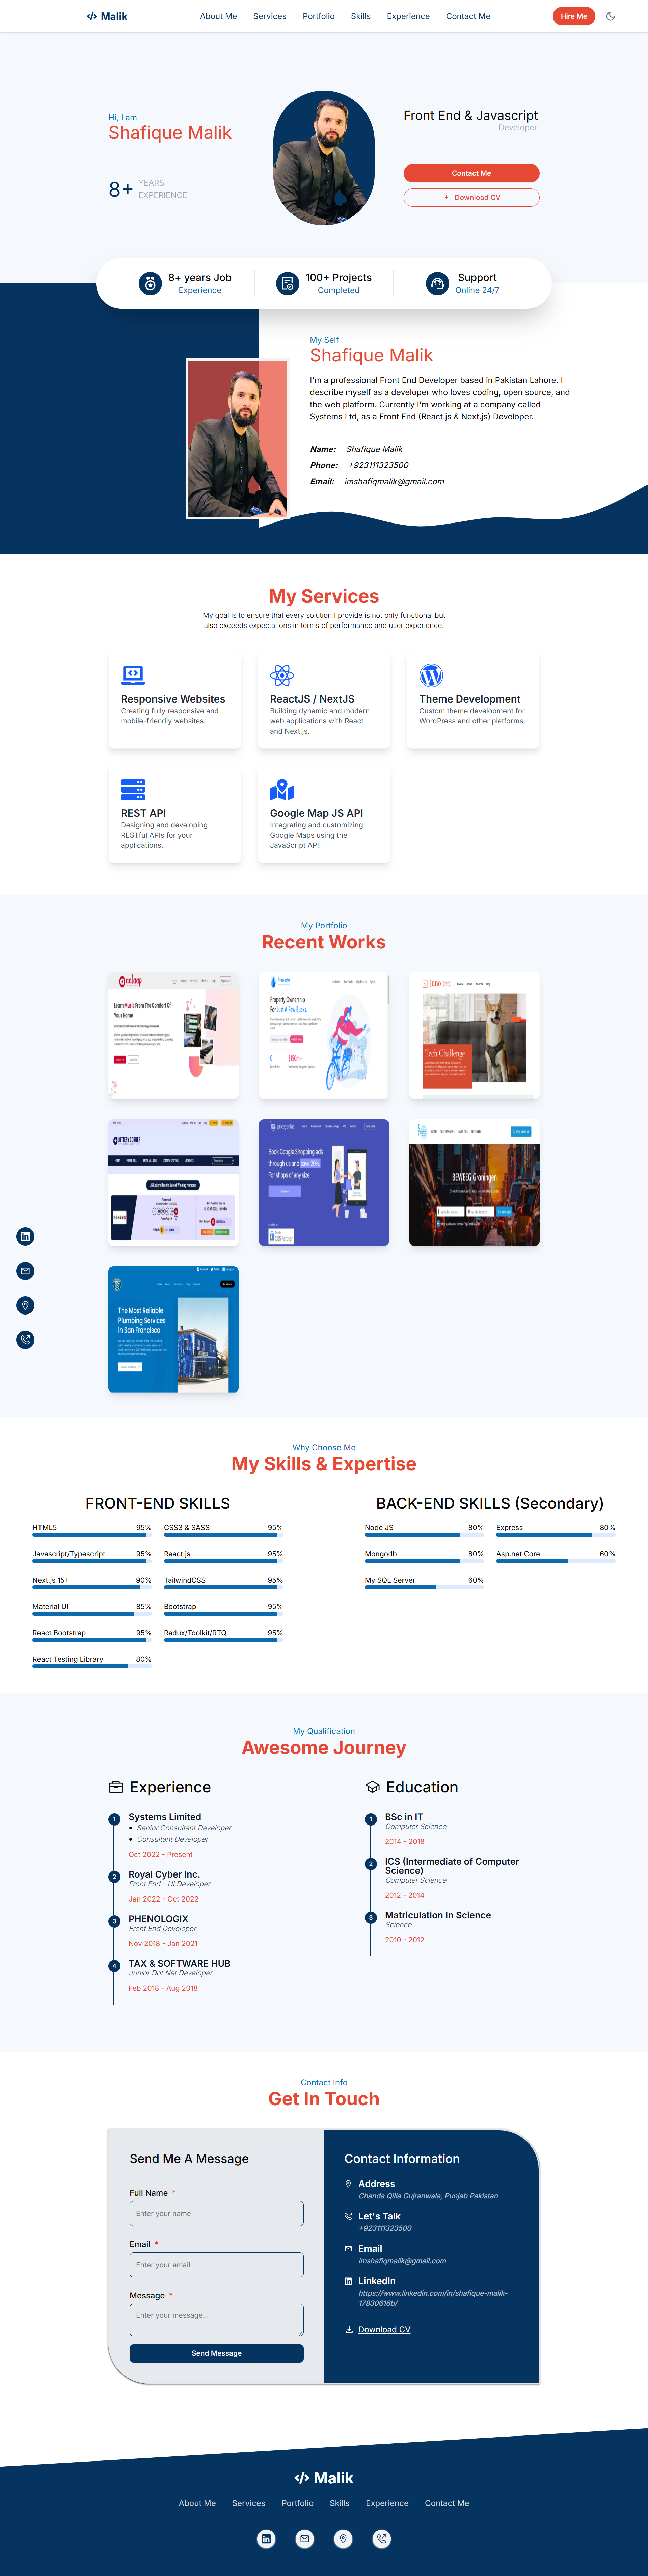 Malik
About Me Services Portfolio Skills Experience Contact Me
Hire Me
Hi, I am
Shafique Malik
8+ YEARS EXPERIENCE
Front End & Javascript
Developer
Contact Me
Download CV
8+ years Job
Experience
100+ Projects
Completed
Support
Online 24/7
My Self
Shafique Malik
I'm a professional Front End Developer based in Pakistan Lahore. I
describe myself as a developer who loves coding, open source, and
the web platform. Currently I'm working at a company called
Systems Ltd, as a Front End (React.js & Next.js) Developer.
Name: Shafique Malik
Phone: +923111323500
Email: imshafiqmalik@gmail.com
My Services
My goal is to ensure that every solution I provide is not only functional but
also exceeds expectations in terms of performance and user experience.
Responsive Websites
Creating fully responsive and
mobile-friendly websites.
ReactJS / NextJS
Building dynamic and modern
web applications with React
and Next.js.
Theme Development
Custom theme development for
WordPress and other platforms.
REST API
Designing and developing
RESTful APIs for your
applications.
Google Map JS API
Integrating and customizing
Google Maps using the
JavaScript API.
My Portfolio
Recent Works
Learn Music From The Comfort Of
Your Home
Property Ownership
For Just A Few Bucks.
$150m+
Juno
Tech Challenge
LOTTERY CORNER
US Lottery Results Latest Winning Numbers
Book Google Shopping ads
through us and save 20%
For shops of any size.
CSS Partner
BEWEEG Groningen
The Most Reliable
Plumbing Services
in San Francisco
Why Choose Me
My Skills & Expertise
FRONT-END SKILLS
HTML5 95%
CSS3 & SASS 95%
Javascript/Typescript 95%
React.js 95%
Next.js 15+ 90%
TailwindCSS 95%
Material UI 85%
Bootstrap 95%
React Bootstrap 95%
Redux/Toolkit/RTQ 95%
React Testing Library 80%
BACK-END SKILLS (Secondary)
Node JS 80%
Express 80%
Mongodb 80%
Asp.net Core 60%
My SQL Server 60%
My Qualification
Awesome Journey
Experience
1 Systems Limited
Senior Consultant Developer
Consultant Developer
Oct 2022 - Present
2 Royal Cyber Inc.
Front End - UI Developer
Jan 2022 - Oct 2022
3 PHENOLOGIX
Front End Developer
Nov 2018 - Jan 2021
4 TAX & SOFTWARE HUB
Junior Dot Net Developer
Feb 2018 - Aug 2018
Education
1 BSc in IT
Computer Science
2014 - 2018
2 ICS (Intermediate of Computer
Science)
Computer Science
2012 - 2014
3 Matriculation In Science
Science
2010 - 2012
Contact Info
Get In Touch
Send Me A Message
Full Name *
Enter your name
Email *
Enter your email
Message *
Enter your message...
Send Message
Contact Information
Address
Chanda Qilla Gujranwala, Punjab Pakistan
Let's Talk
+923111323500
Email
imshafiqmalik@gmail.com
LinkedIn
https://www.linkedin.com/in/shafique-malik-
17830616b/
Download CV
Malik
About Me Services Portfolio Skills Experience Contact Me